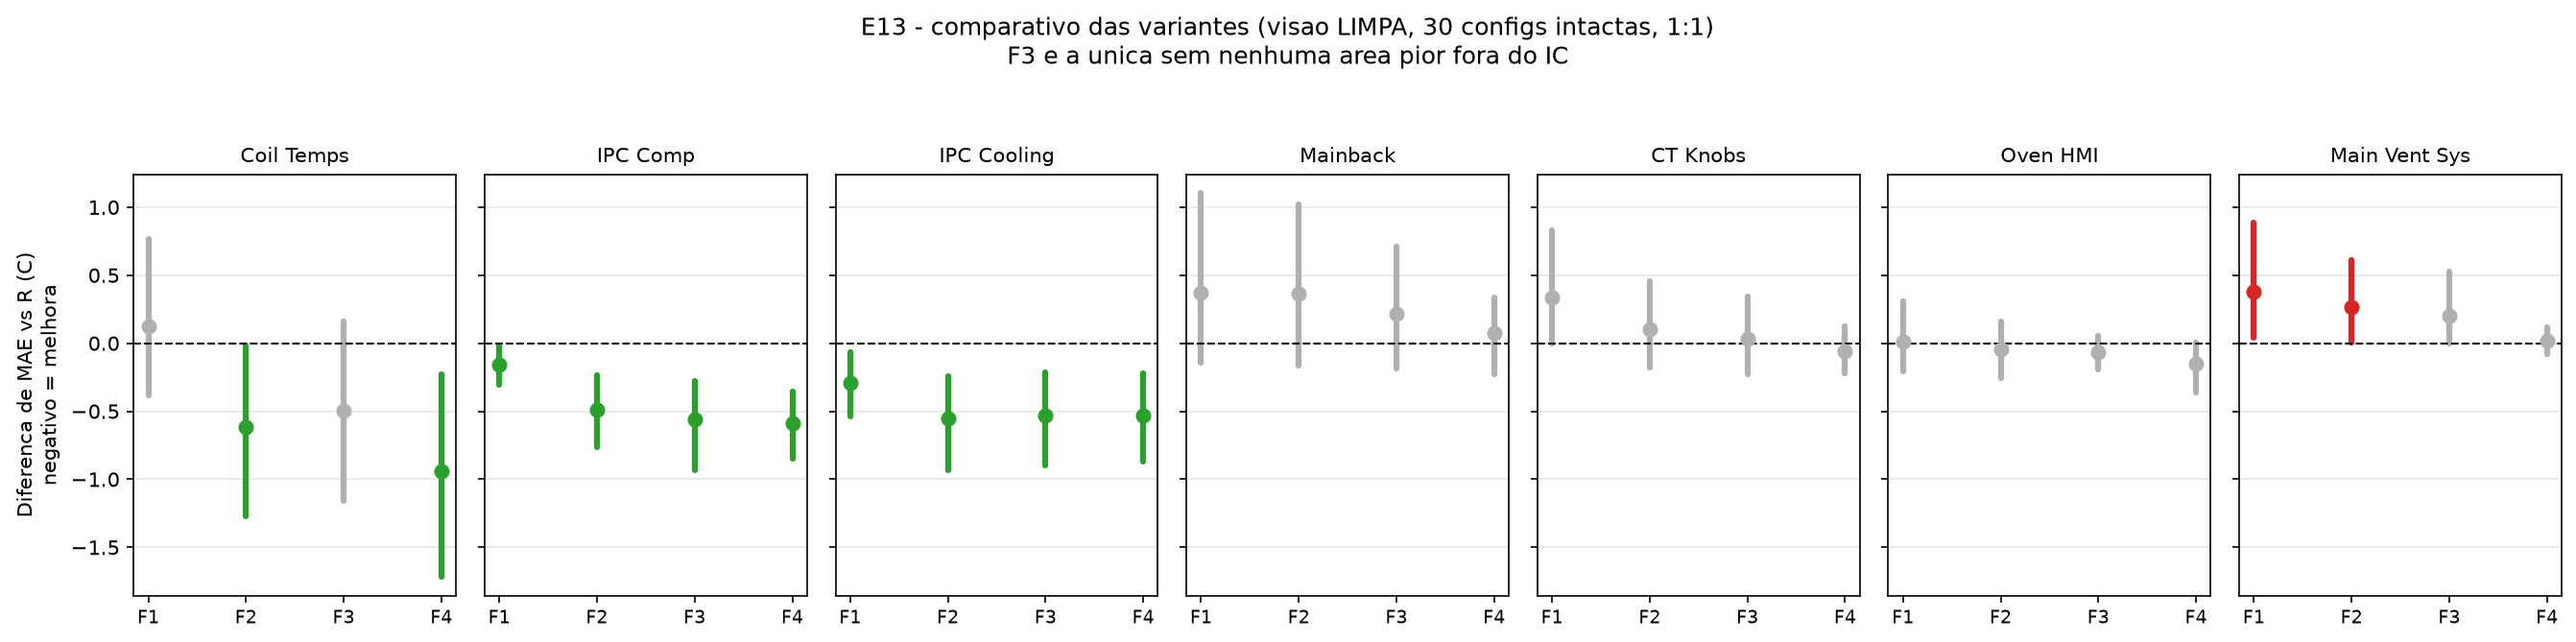 E13 - comparativo das variantes (visao LIMPA, 30 configs intactas, 1:1)
F3 e a unica sem nenhuma area pior fora do IC
Diferenca de MAE vs R (C)
negativo = melhora
1.0
0.5
0.0
−0.5
−1.0
−1.5
Coil Temps
F1 F2 F3 F4
IPC Comp
F1 F2 F3 F4
IPC Cooling
F1 F2 F3 F4
Mainback
F1 F2 F3 F4
CT Knobs
F1 F2 F3 F4
Oven HMI
F1 F2 F3 F4
Main Vent Sys
F1 F2 F3 F4